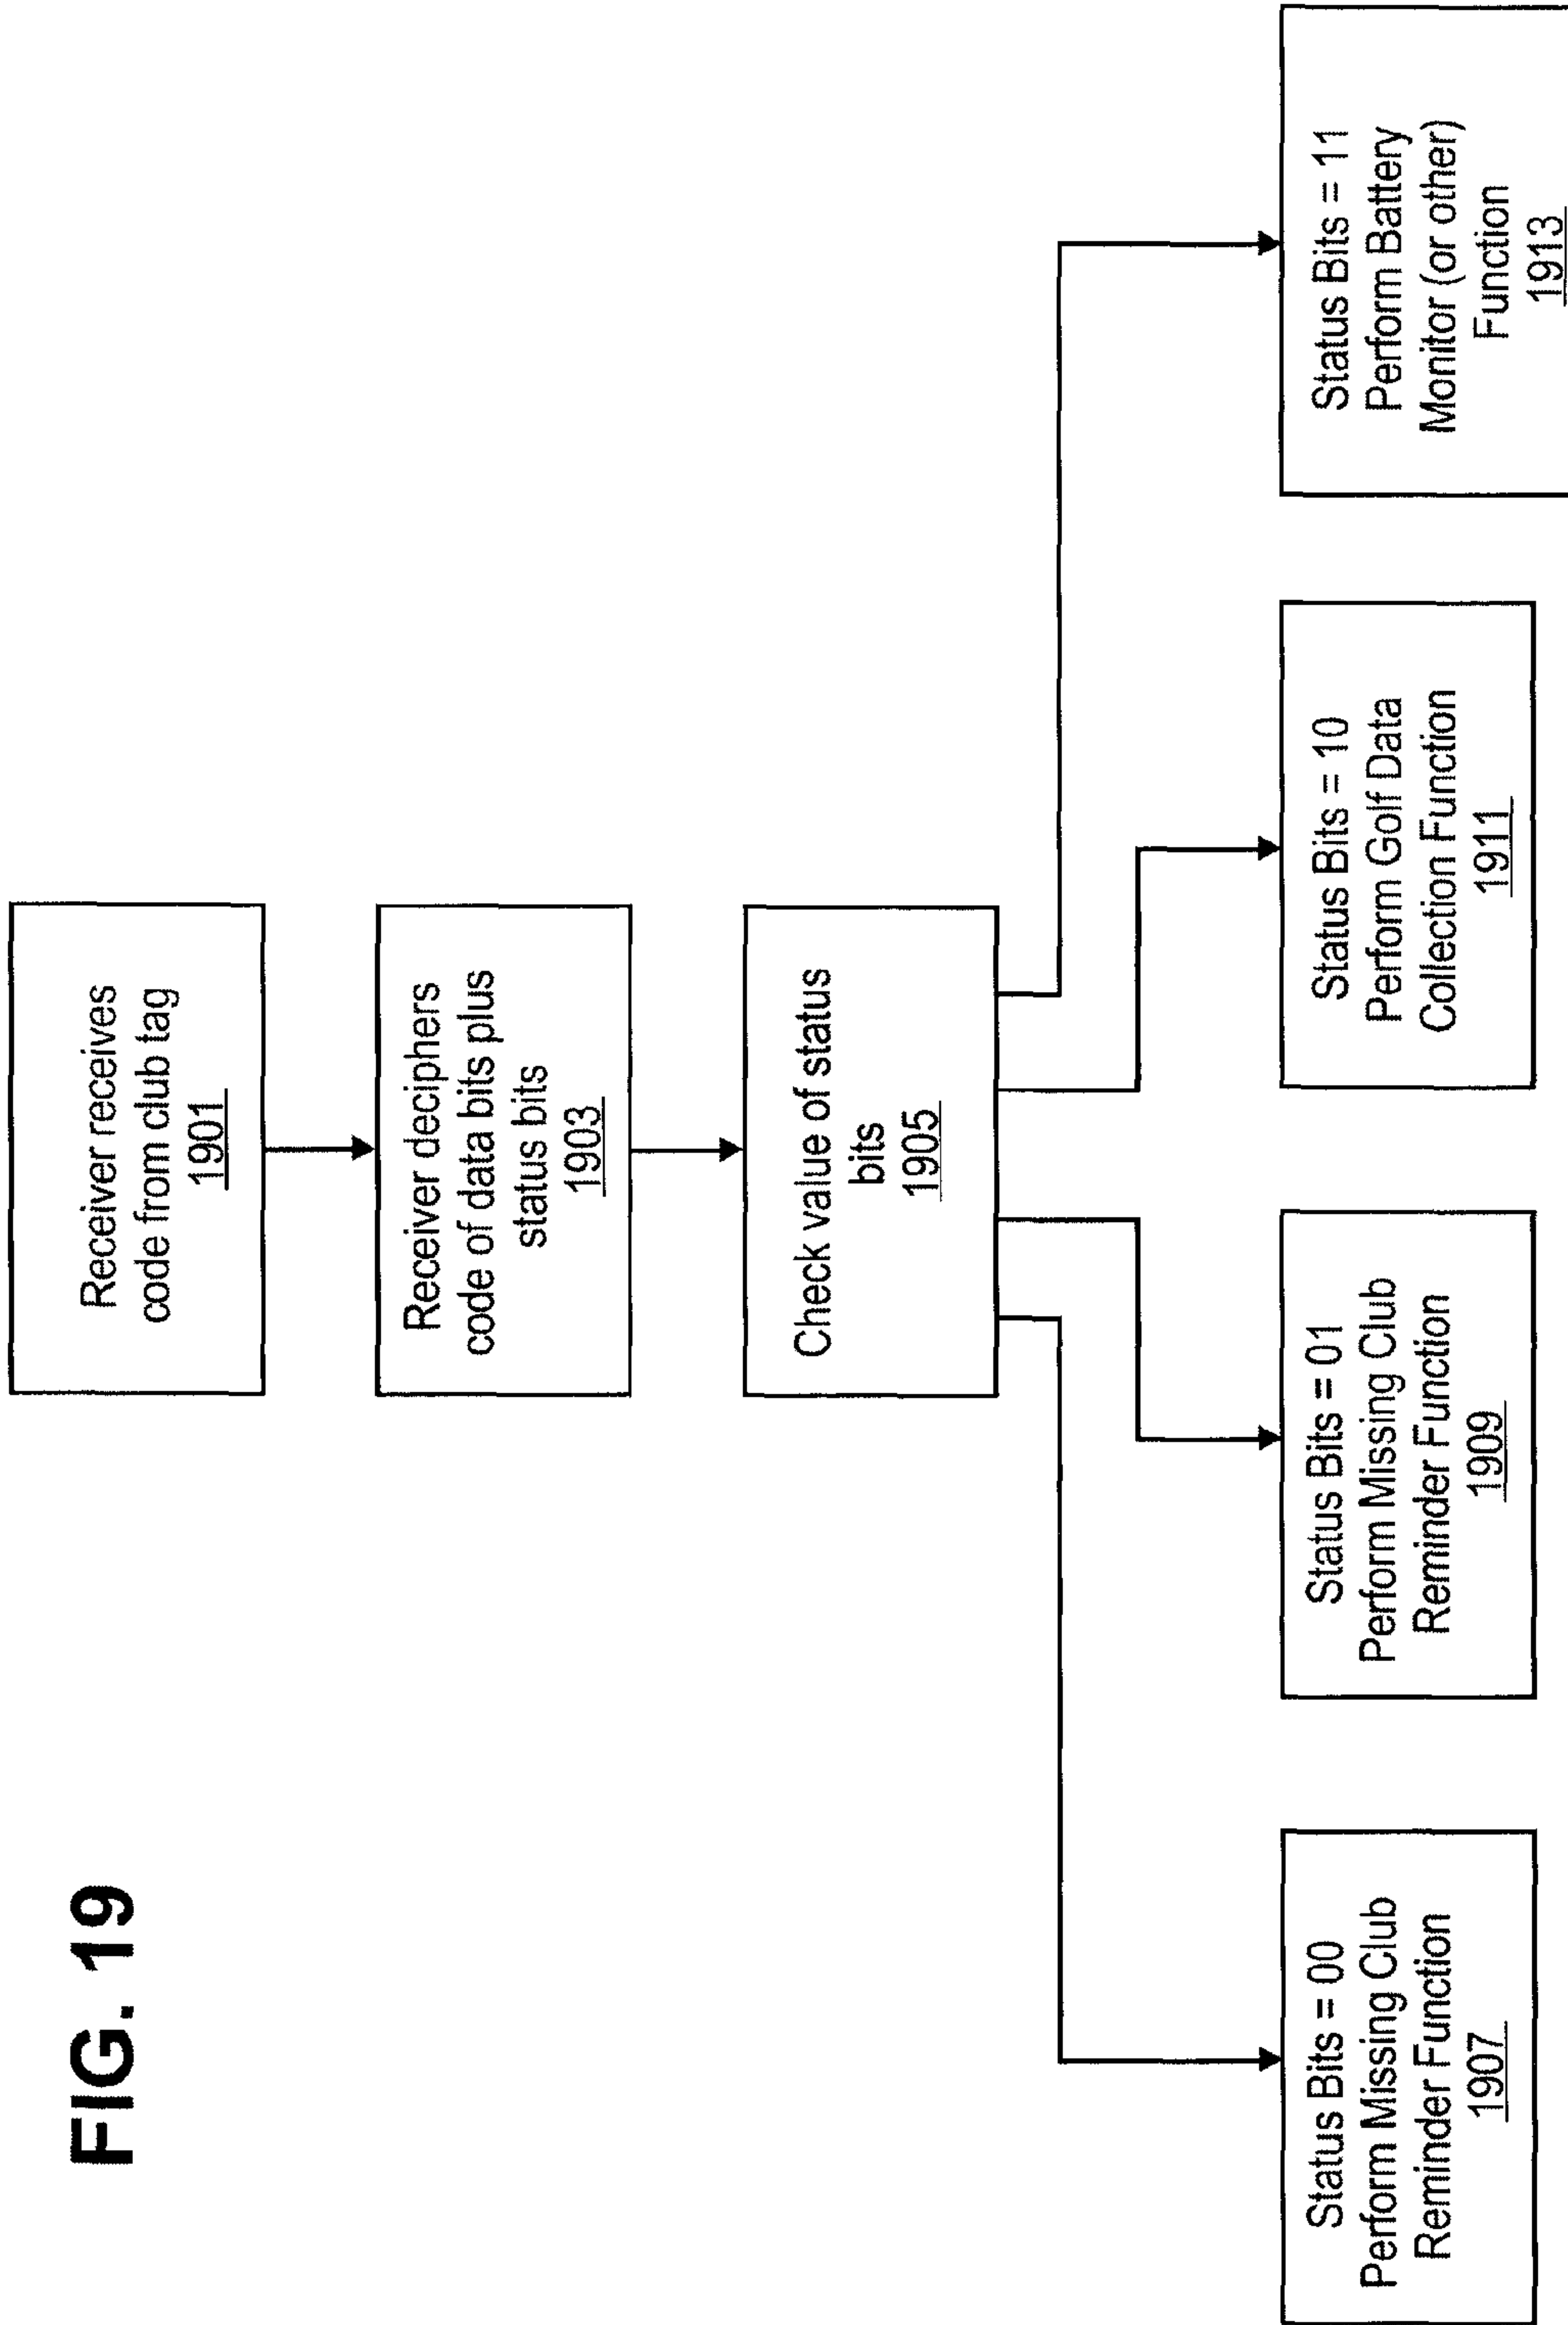 FIG. 19
Receiver receives
code from club tag
1901
Receiver deciphers
code of data bits plus
status bits
1903
Check value of status
bits
1905
Status Bits = 00
Perform Missing Club
Reminder Function
1907
Status Bits = 01
Perform Missing Club
Reminder Function
1909
Status Bits = 10
Perform Golf Data
Collection Function
1911
Status Bits = 11
Perform Battery
Monitor (or other)
Function
1913